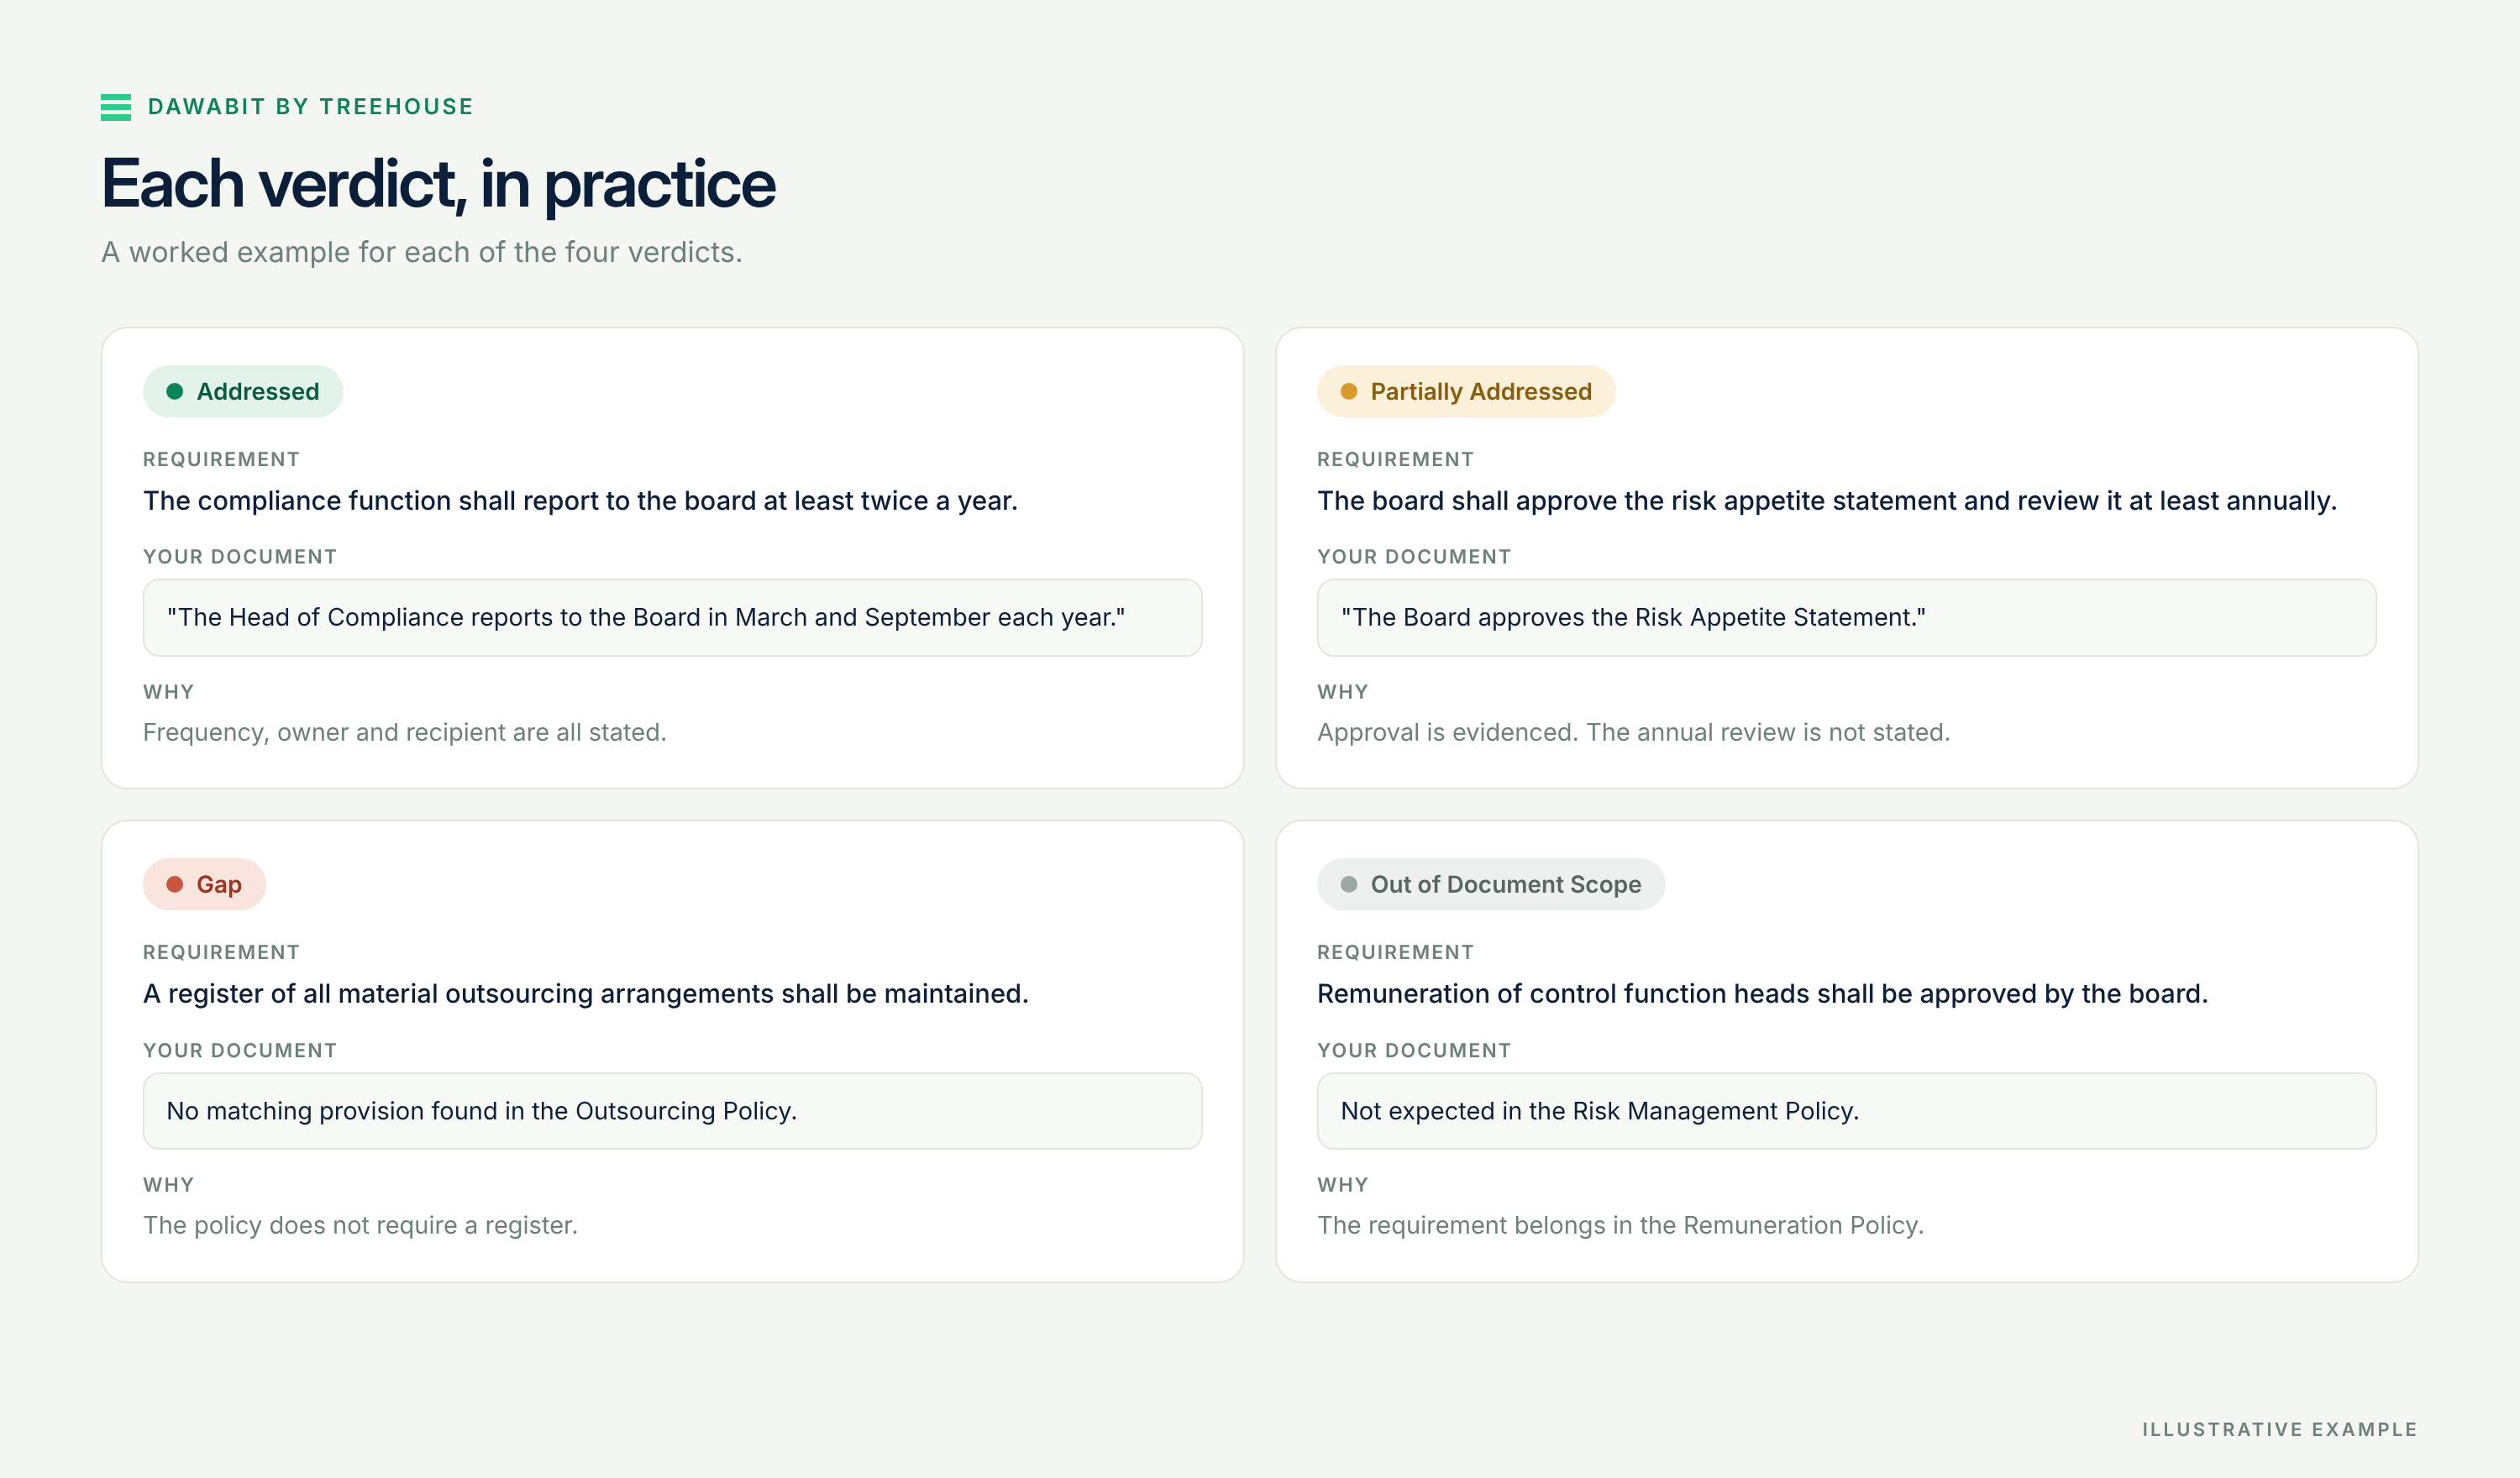 DAWABIT BY TREEHOUSE
Each verdict, in practice
A worked example for each of the four verdicts.
Addressed
REQUIREMENT
The compliance function shall report to the board at least twice a year.
YOUR DOCUMENT
"The Head of Compliance reports to the Board in March and September each year."
WHY
Frequency, owner and recipient are all stated.
Partially Addressed
REQUIREMENT
The board shall approve the risk appetite statement and review it at least annually.
YOUR DOCUMENT
"The Board approves the Risk Appetite Statement."
WHY
Approval is evidenced. The annual review is not stated.
Gap
REQUIREMENT
A register of all material outsourcing arrangements shall be maintained.
YOUR DOCUMENT
No matching provision found in the Outsourcing Policy.
WHY
The policy does not require a register.
Out of Document Scope
REQUIREMENT
Remuneration of control function heads shall be approved by the board.
YOUR DOCUMENT
Not expected in the Risk Management Policy.
WHY
The requirement belongs in the Remuneration Policy.
ILLUSTRATIVE EXAMPLE